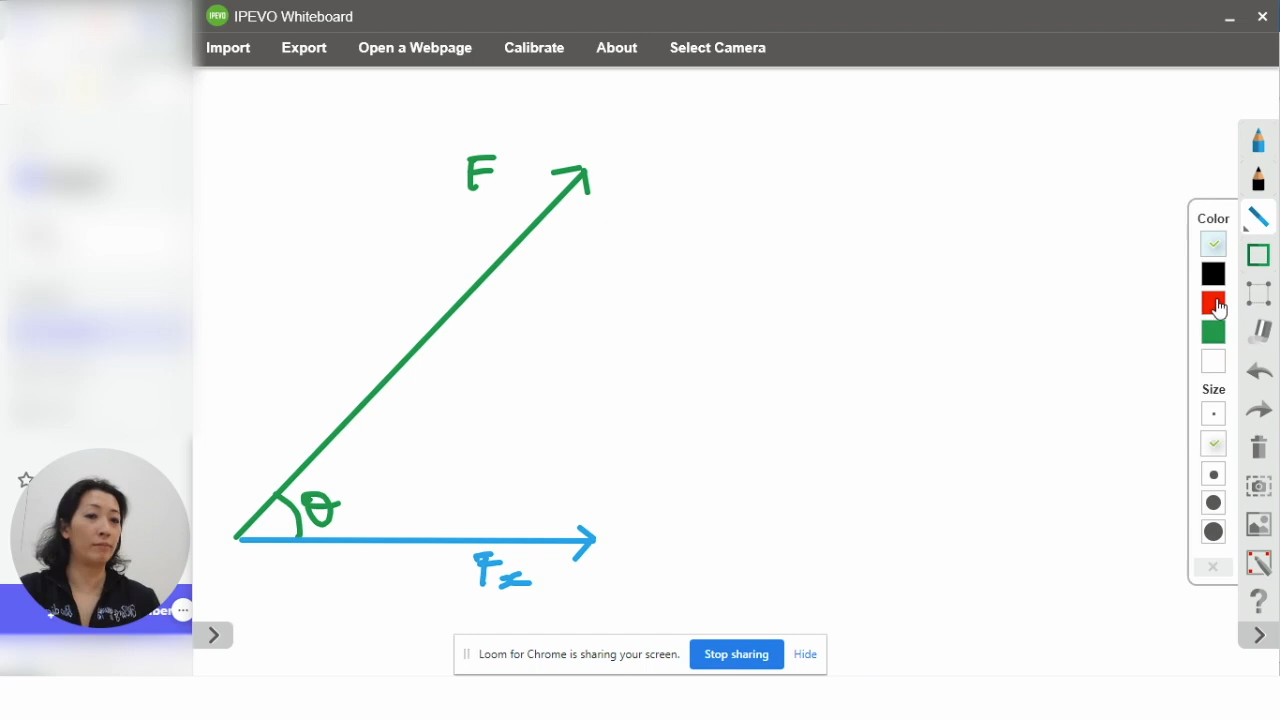 IPEVO IPEVO Whiteboard
Import Export Open a Webpage Calibrate About Select Camera
F
Color
Size
θ
Fx
Loom for Chrome is sharing your screen. Stop sharing Hide